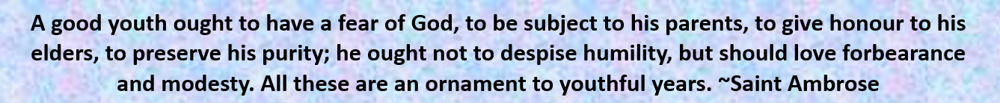 A good youth ought to have a fear of God, to be subject to his parents, to give honour to his
elders, to preserve his purity; he ought not to despise humility, but should love forbearance
and modesty. All these are an ornament to youthful years. ~Saint Ambrose